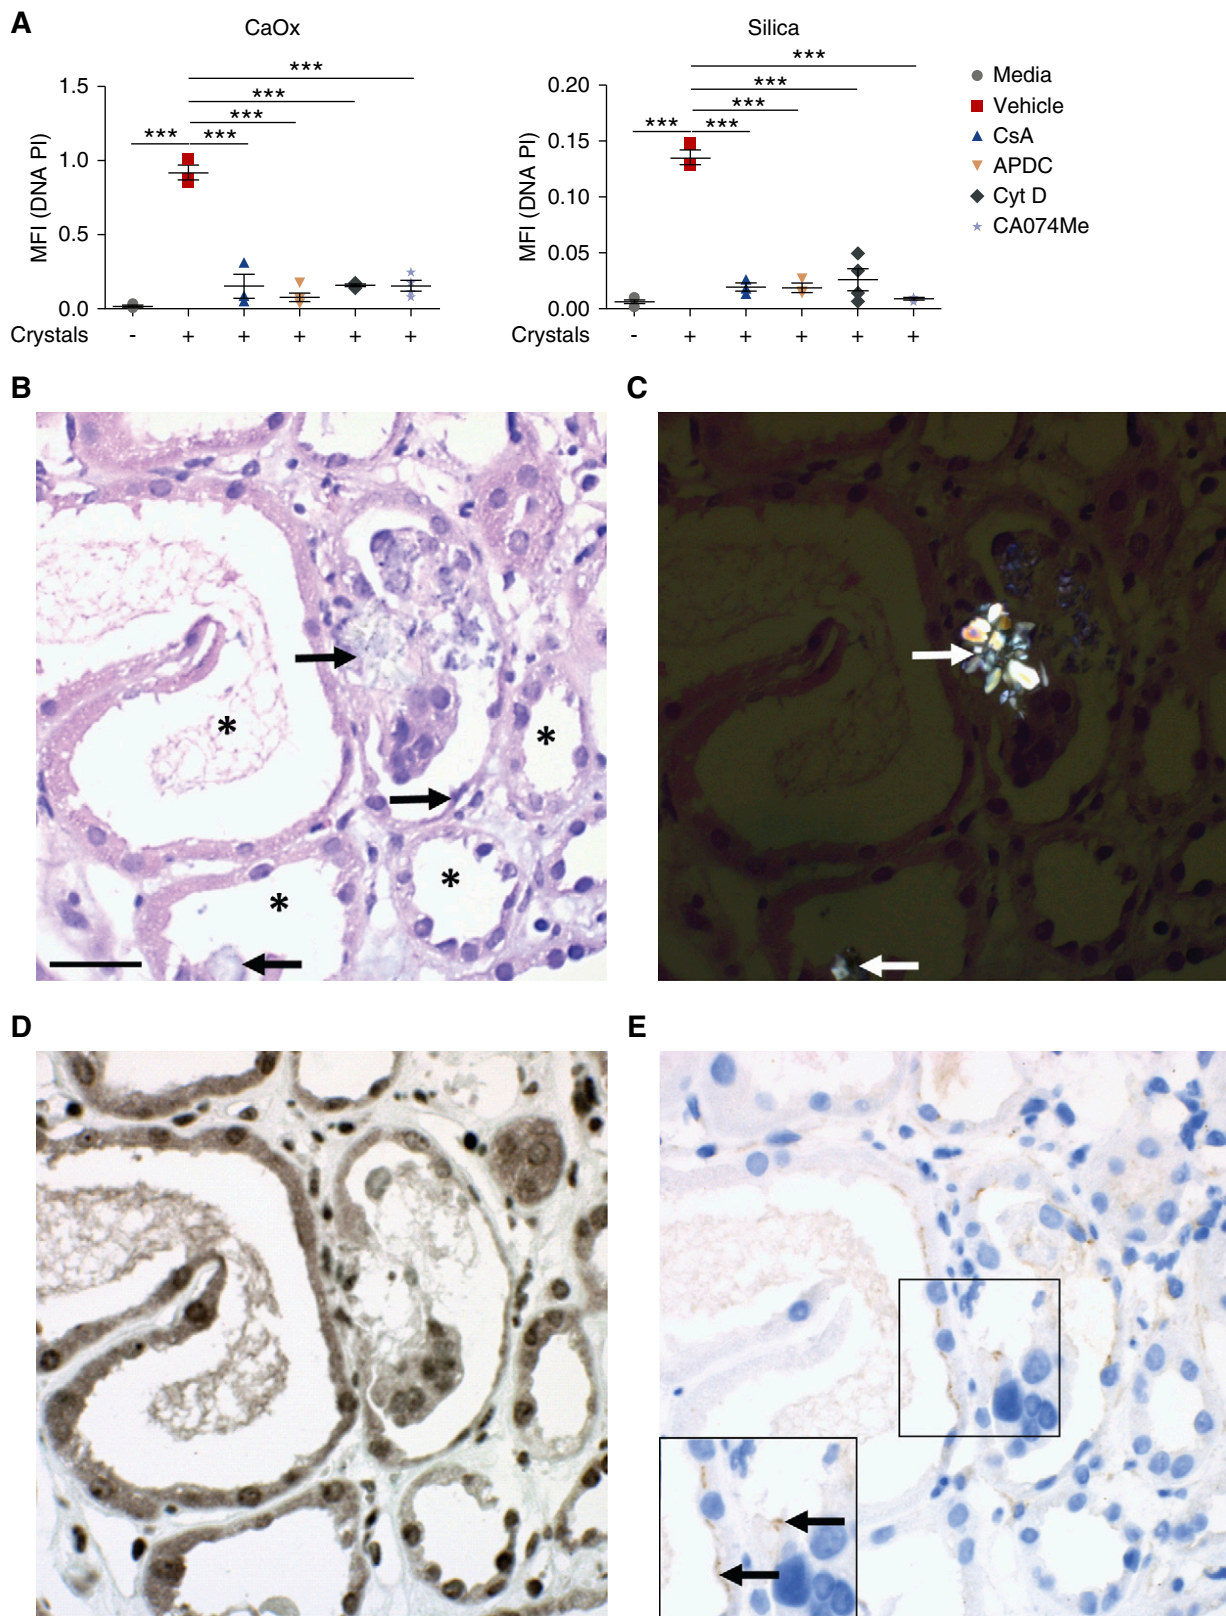 A
CaOx
Silica
*** *** *** *** ***
*** *** *** *** ***
MFI (DNA PI)
1.5
1.0
0.5
0.0
MFI (DNA PI)
0.20
0.15
0.10
0.05
0.00
Crystals - + + + + +
Crystals - + + + + +
Media
Vehicle
CsA
APDC
Cyt D
CA074Me
B
C
* * * *
D
E